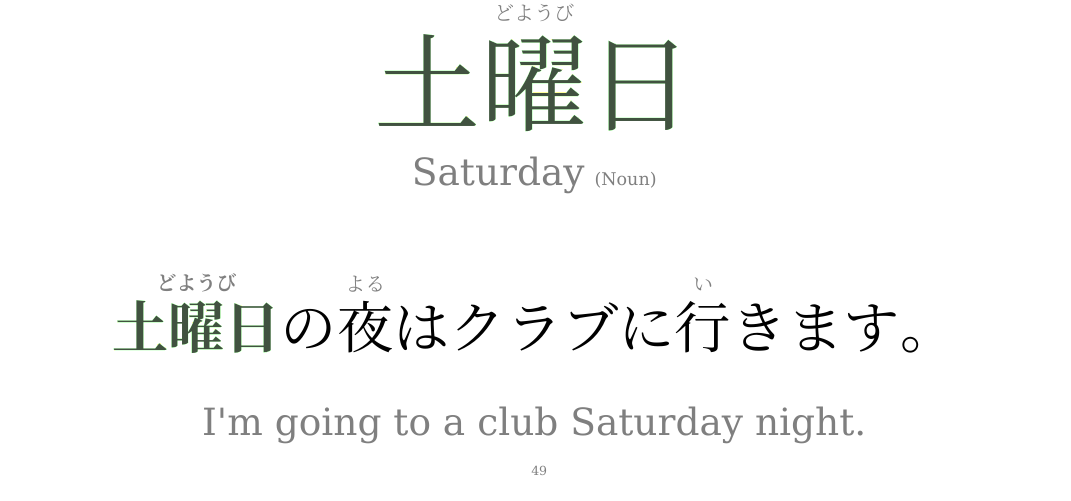 どようび
土曜日
Saturday (Noun)
どようび よる い
土曜日の夜はクラブに行きます。
I'm going to a club Saturday night.
49